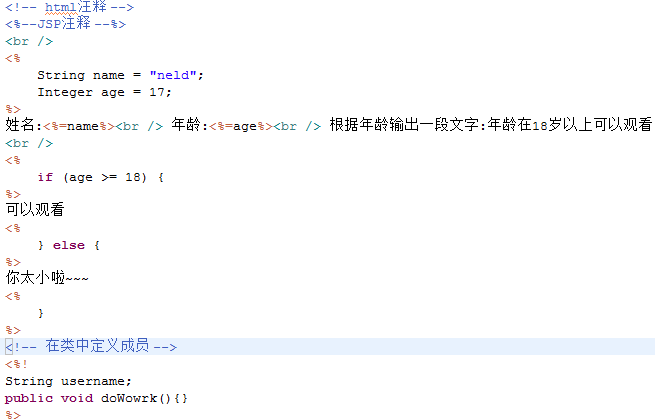 <!-- html注释 -->
<%--JSP注释 --%>
<br />
<%
    String name = "neld";
    Integer age = 17;
%>
姓名:<%=name%><br /> 年龄:<%=age%><br /> 根据年龄输出一段文字:年龄在18岁以上可以观看
<br />
<%
    if (age >= 18) {
%>
可以观看
<%
    } else {
%>
你太小啦~~~
<%
    }
%>
<!-- 在类中定义成员 -->
<%!
String username;
public void doWowrk(){}
%>